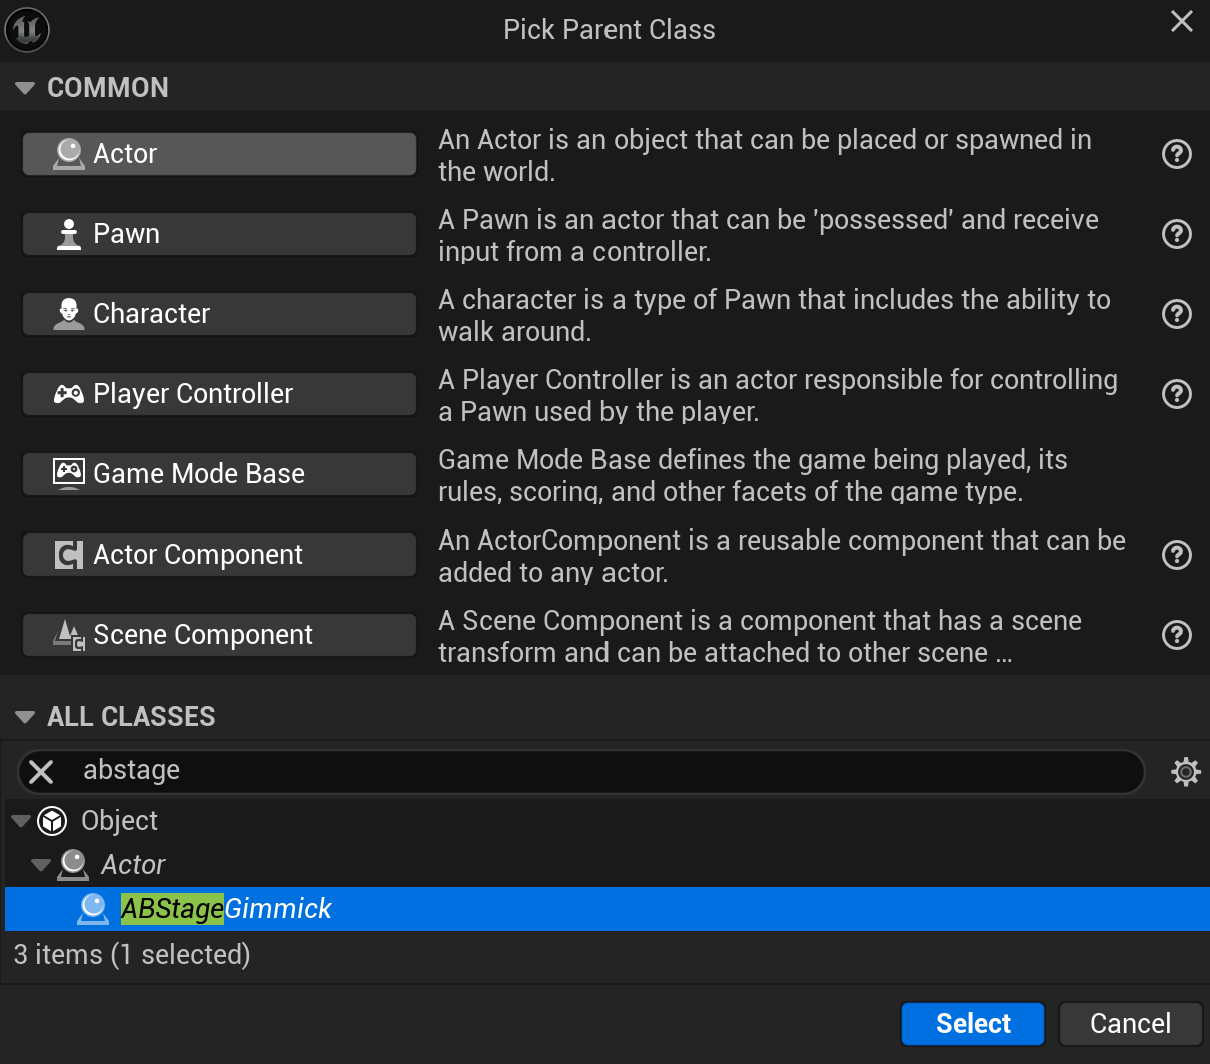 Pick Parent Class
COMMON
Actor
An Actor is an object that can be placed or spawned in
the world.
Pawn
A Pawn is an actor that can be 'possessed' and receive
input from a controller.
Character
A character is a type of Pawn that includes the ability to
walk around.
Player Controller
A Player Controller is an actor responsible for controlling
a Pawn used by the player.
Game Mode Base
Game Mode Base defines the game being played, its
rules, scoring, and other facets of the game type.
Actor Component
An ActorComponent is a reusable component that can be
added to any actor.
Scene Component
A Scene Component is a component that has a scene
transform and can be attached to other scene ...
ALL CLASSES
abstage
Object
Actor
ABStageGimmick
3 items (1 selected)
Select
Cancel